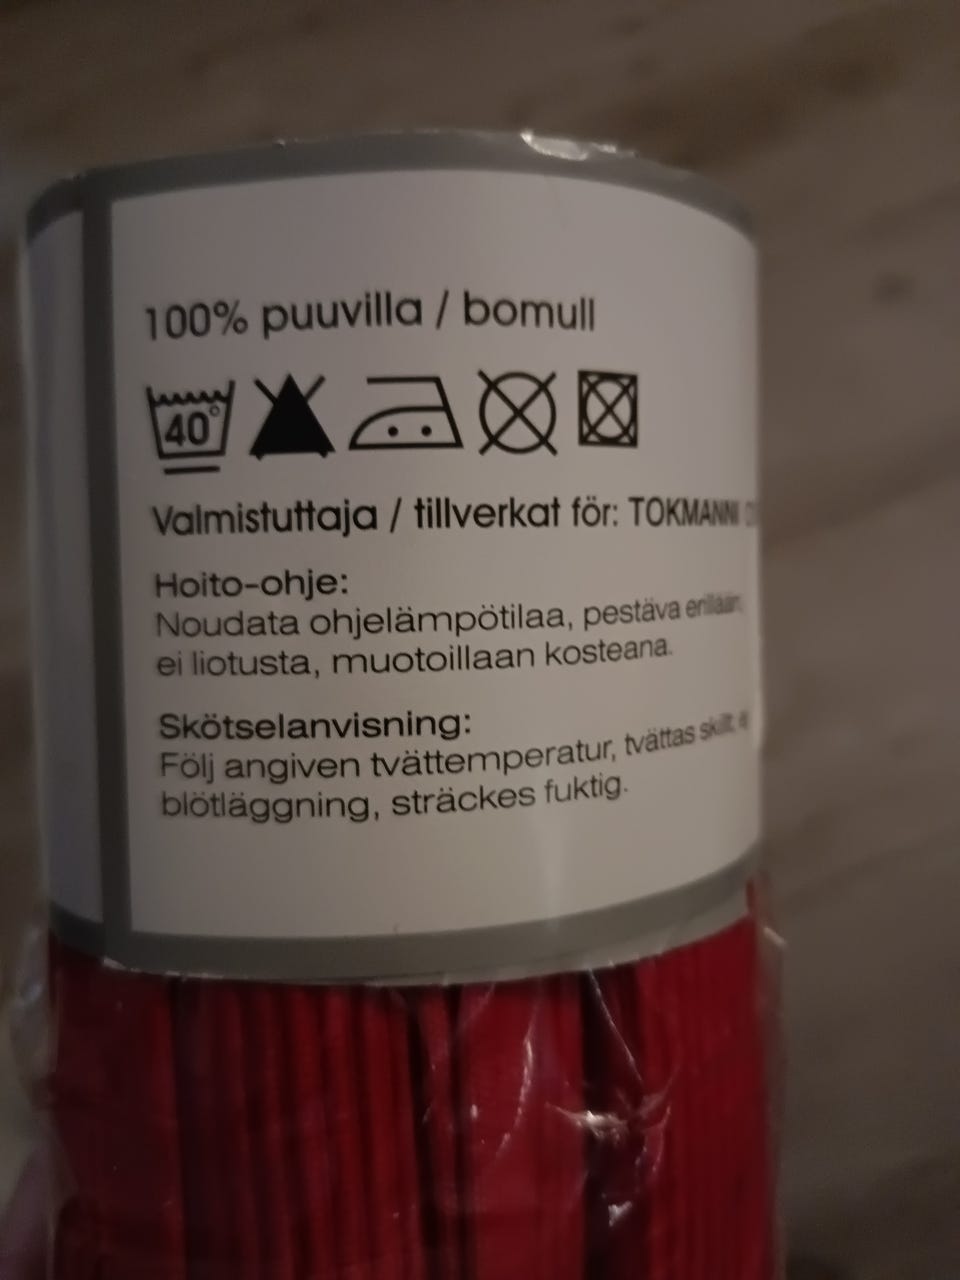 100% puuvilla / bomull
40°
Valmistuttaja / tillverkat för: TOKMANNI
Hoito-ohje:
Noudata ohjelämpötilaa, pestävä erillään,
ei liotusta, muotoillaan kosteana.
Skötselanvisning:
Följ angiven tvättemperatur, tvättas skilt,
blötläggning, sträckes fuktig.